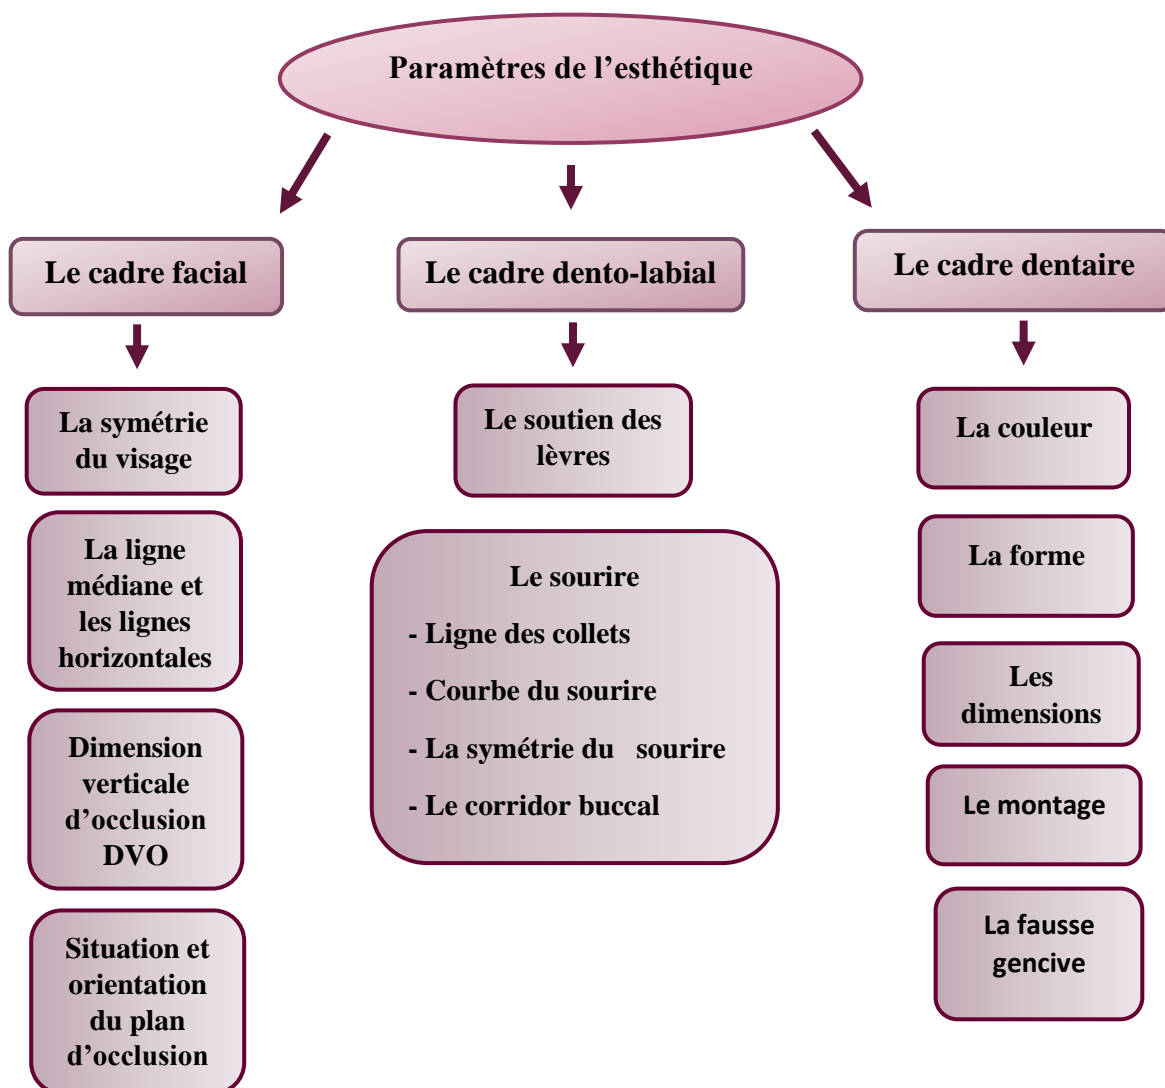 Paramètres de l’esthétique
Le cadre facial
Le cadre dento-labial
Le cadre dentaire
La symétrie
du visage
La ligne
médiane et
les lignes
horizontales
Dimension
verticale
d’occlusion
DVO
Situation et
orientation
du plan
d’occlusion
Le soutien des
lèvres
Le sourire
- Ligne des collets
- Courbe du sourire
- La symétrie du sourire
- Le corridor buccal
La couleur
La forme
Les
dimensions
Le montage
La fausse
gencive